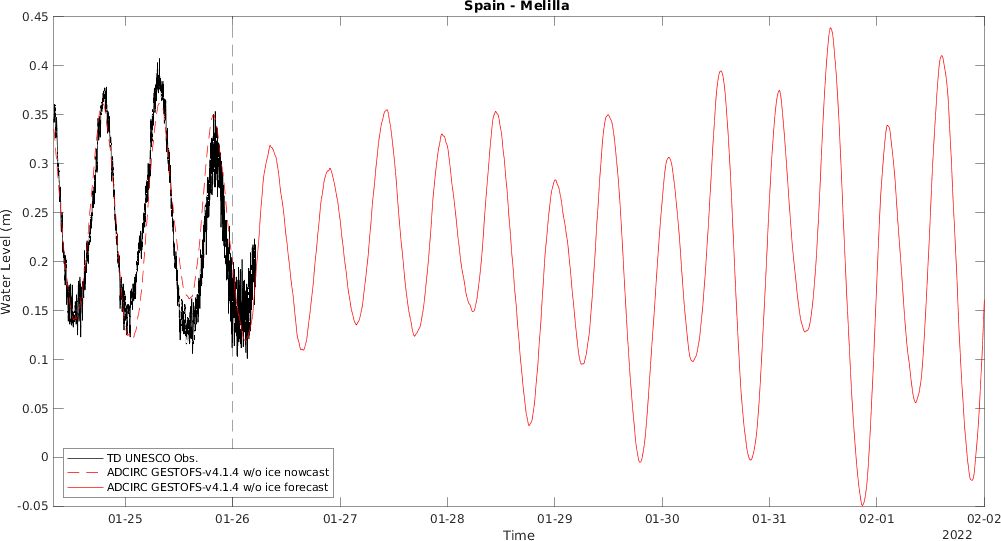 Spain - Melilla
0.45
0.4
0.35
0.3
0.25
0.2
0.15
0.1
0.05
0
-0.05
Water Level (m)
TD UNESCO Obs.
ADCIRC GESTOFS-v4.1.4 w/o ice nowcast
ADCIRC GESTOFS-v4.1.4 w/o ice forecast
01-25 01-26 01-27 01-28 01-29 01-30 01-31 02-01 02-02
Time
2022